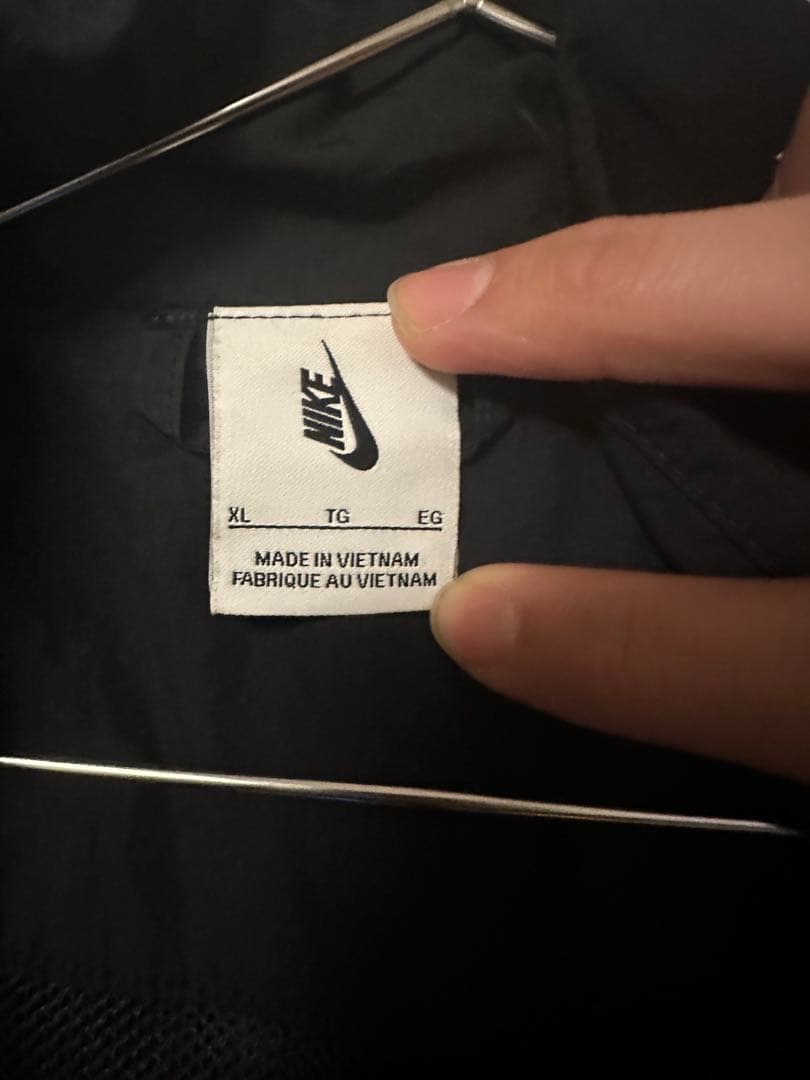 NIKE
XL TG EG
MADE IN VIETNAM
FABRIQUE AU VIETNAM